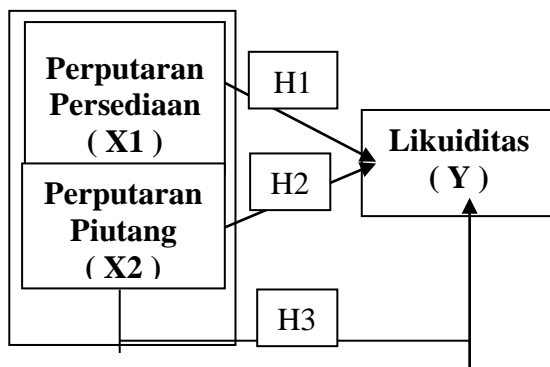 Perputaran
Persediaan
( X1 )
H1
Likuiditas
( Y )
Perputaran
Piutang
( X2 )
H2
H3